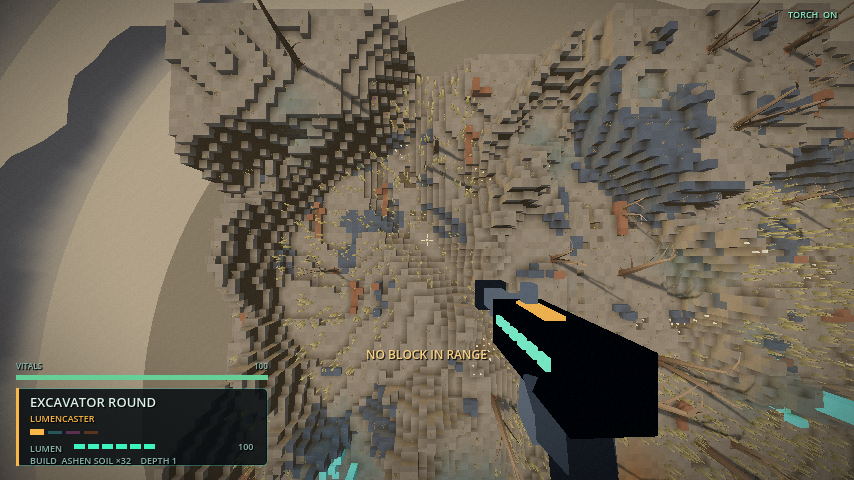 TORCH ON
NO BLOCK IN RANGE
VITALS 100
EXCAVATOR ROUND
LUMENCASTER
LUMEN 100
BUILD ASHEN SOIL ×32 DEPTH 1